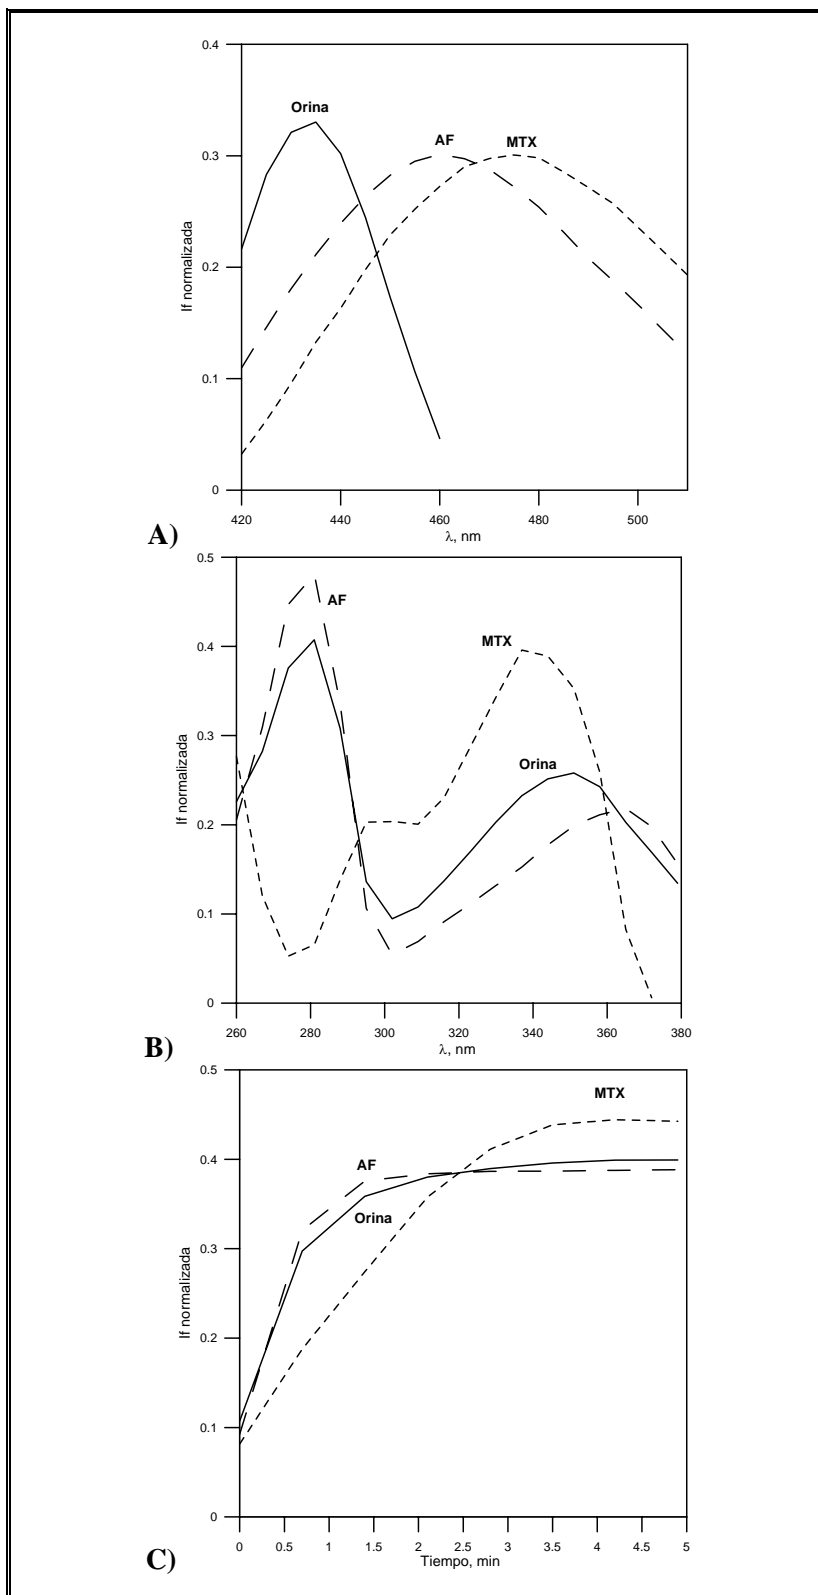 0.4
Orina
AF
MTX
0.3
0.2
0.1
0
If normalizada
420
440
460
480
500
λ, nm
A)
0.5
AF
0.4
MTX
0.3
Orina
0.2
0.1
0
If normalizada
260
280
300
320
340
360
380
λ, nm
B)
0.5
MTX
0.4
AF
Orina
0.3
0.2
0.1
0
If normalizada
0
0.5
1
1.5
2
2.5
3
3.5
4
4.5
5
Tiempo, min
C)